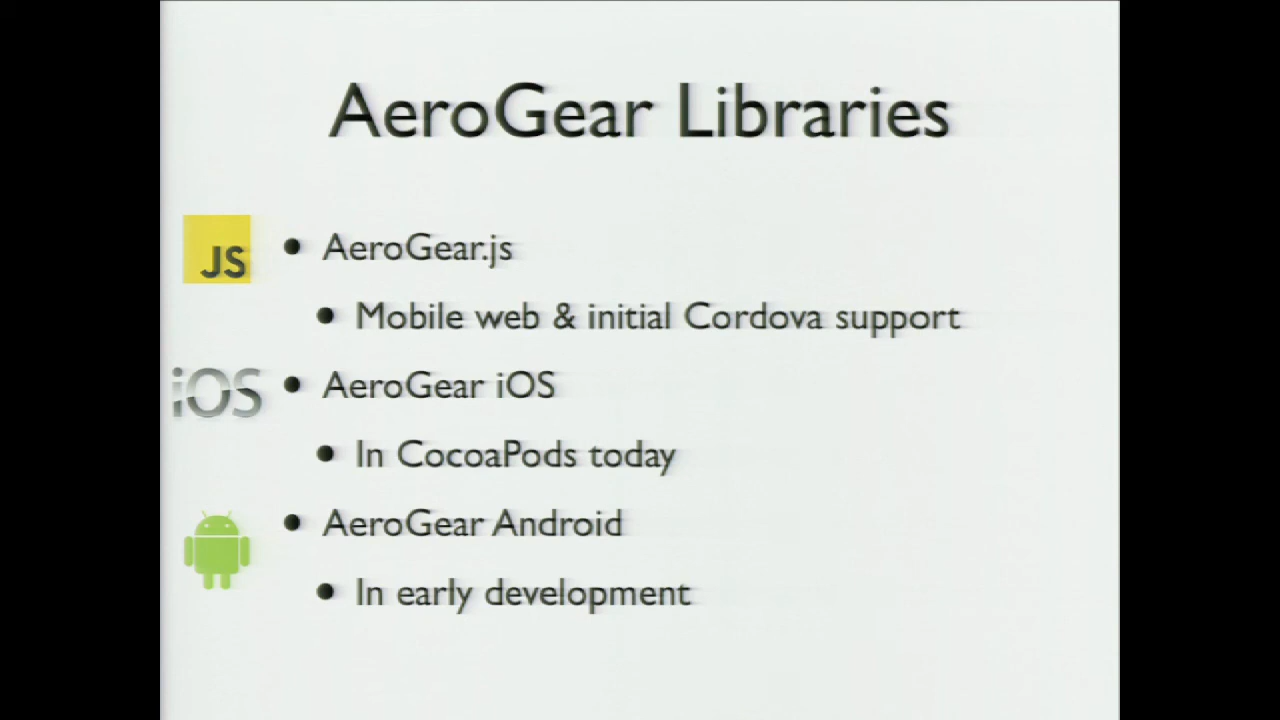 AeroGear Libraries
JS
• AeroGear.js
• Mobile web & initial Cordova support
iOS
• AeroGear iOS
• In CocoaPods today
• AeroGear Android
• In early development